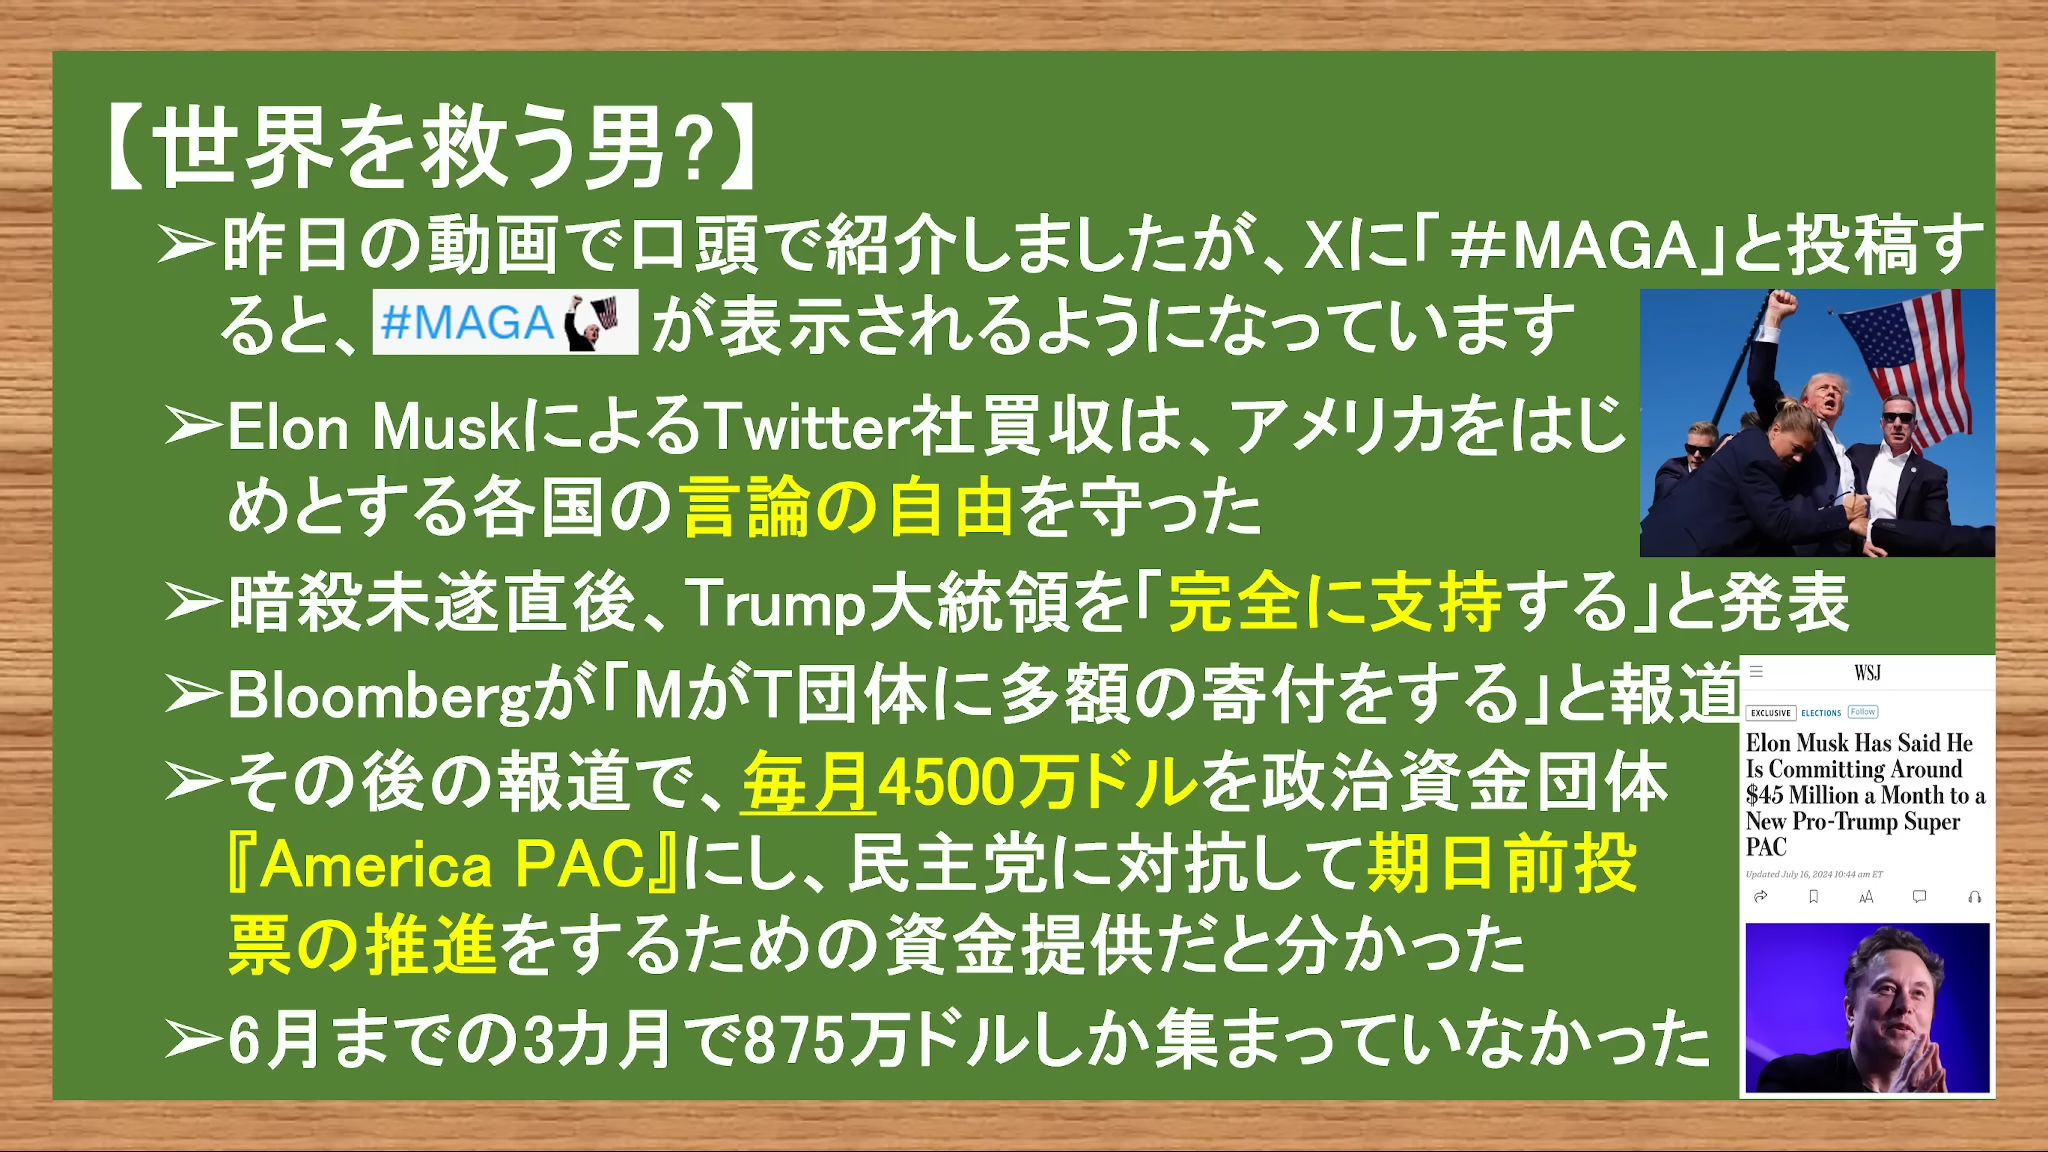 【世界を救う男?】
➢昨日の動画で口頭で紹介しましたが、Xに「＃MAGA」と投稿す
ると、#MAGA が表示されるようになっています
➢Elon MuskによるTwitter社買収は、アメリカをはじ
めとする各国の言論の自由を守った
➢暗殺未遂直後、Trump大統領を「完全に支持する」と発表
➢Bloombergが「MがT団体に多額の寄付をする」と報道
➢その後の報道で、毎月4500万ドルを政治資金団体
『America PAC』にし、民主党に対抗して期日前投
票の推進をするための資金提供だと分かった
➢6月までの3カ月で875万ドルしか集まっていなかった
WSJ
EXCLUSIVE ELECTIONS Follow
Elon Musk Has Said He
Is Committing Around
$45 Million a Month to a
New Pro-Trump Super
PAC
Updated July 16, 2024 10:44 am ET
AA